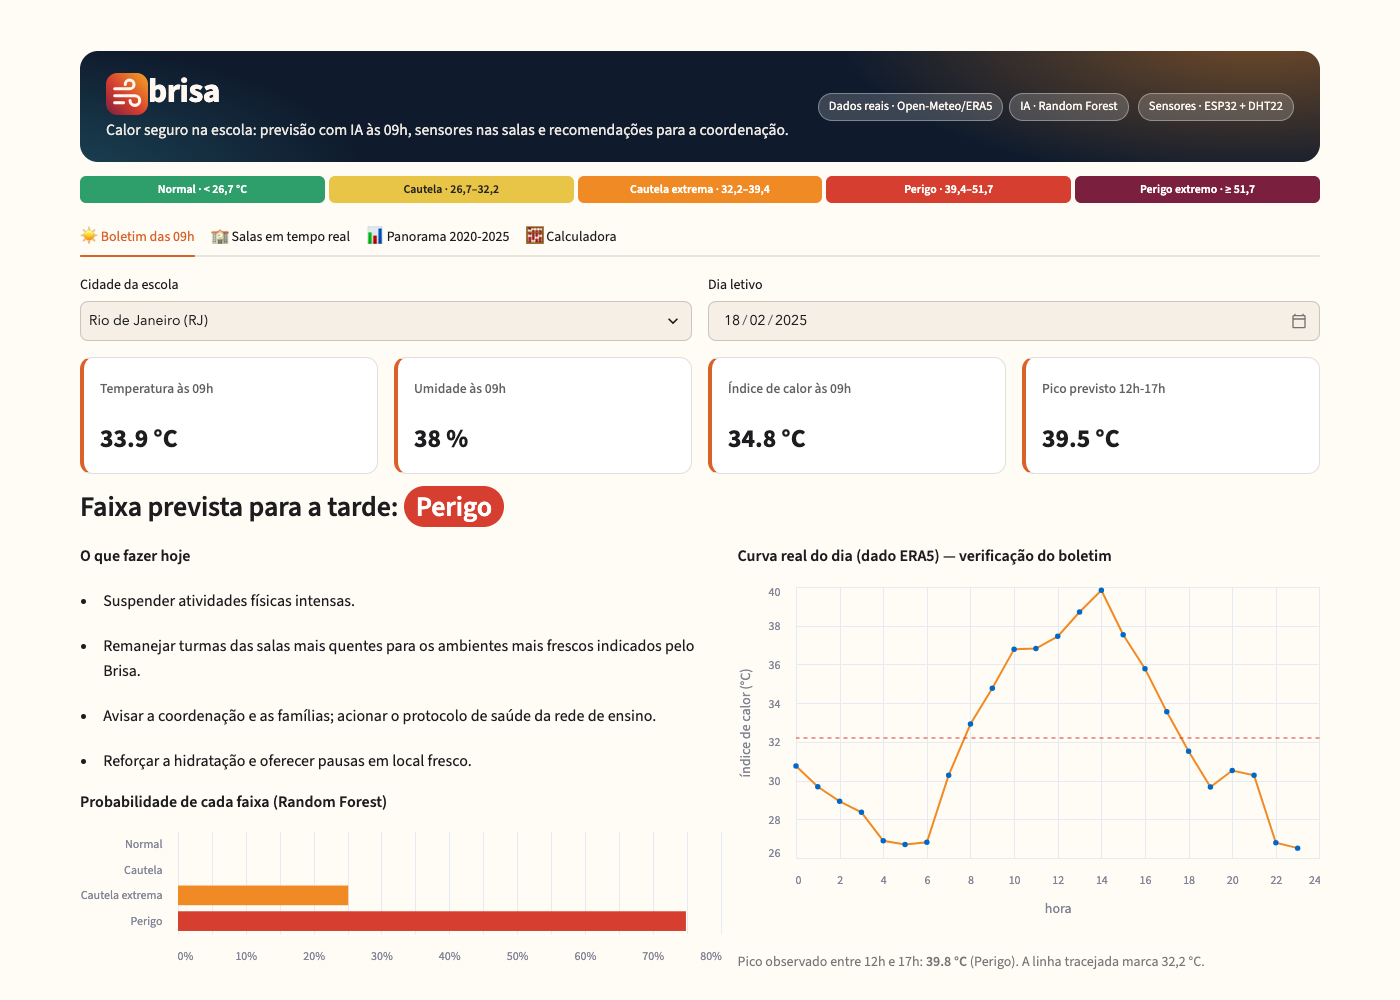 brisa
Calor seguro na escola: previsão com IA às 09h, sensores nas salas e recomendações para a coordenação.
Dados reais · Open-Meteo/ERA5
IA · Random Forest
Sensores · ESP32 + DHT22
Normal · < 26,7 °C
Cautela · 26,7–32,2
Cautela extrema · 32,2–39,4
Perigo · 39,4–51,7
Perigo extremo · ≥ 51,7
Boletim das 09h
Salas em tempo real
Panorama 2020-2025
Calculadora
Cidade da escola
Dia letivo
Rio de Janeiro (RJ)
18/02/2025
Temperatura às 09h
33.9 °C
Umidade às 09h
38 %
Índice de calor às 09h
34.8 °C
Pico previsto 12h-17h
39.5 °C
Faixa prevista para a tarde: Perigo
O que fazer hoje
• Suspender atividades físicas intensas.
• Remanejar turmas das salas mais quentes para os ambientes mais frescos indicados pelo
Brisa.
• Avisar a coordenação e as famílias; acionar o protocolo de saúde da rede de ensino.
• Reforçar a hidratação e oferecer pausas em local fresco.
Probabilidade de cada faixa (Random Forest)
Normal
Cautela
Cautela extrema
Perigo
0% 10% 20% 30% 40% 50% 60% 70% 80%
Curva real do dia (dado ERA5) — verificação do boletim
índice de calor (°C)
40
38
36
34
32
30
28
26
0 2 4 6 8 10 12 14 16 18 20 22 24
hora
Pico observado entre 12h e 17h: 39.8 °C (Perigo). A linha tracejada marca 32,2 °C.